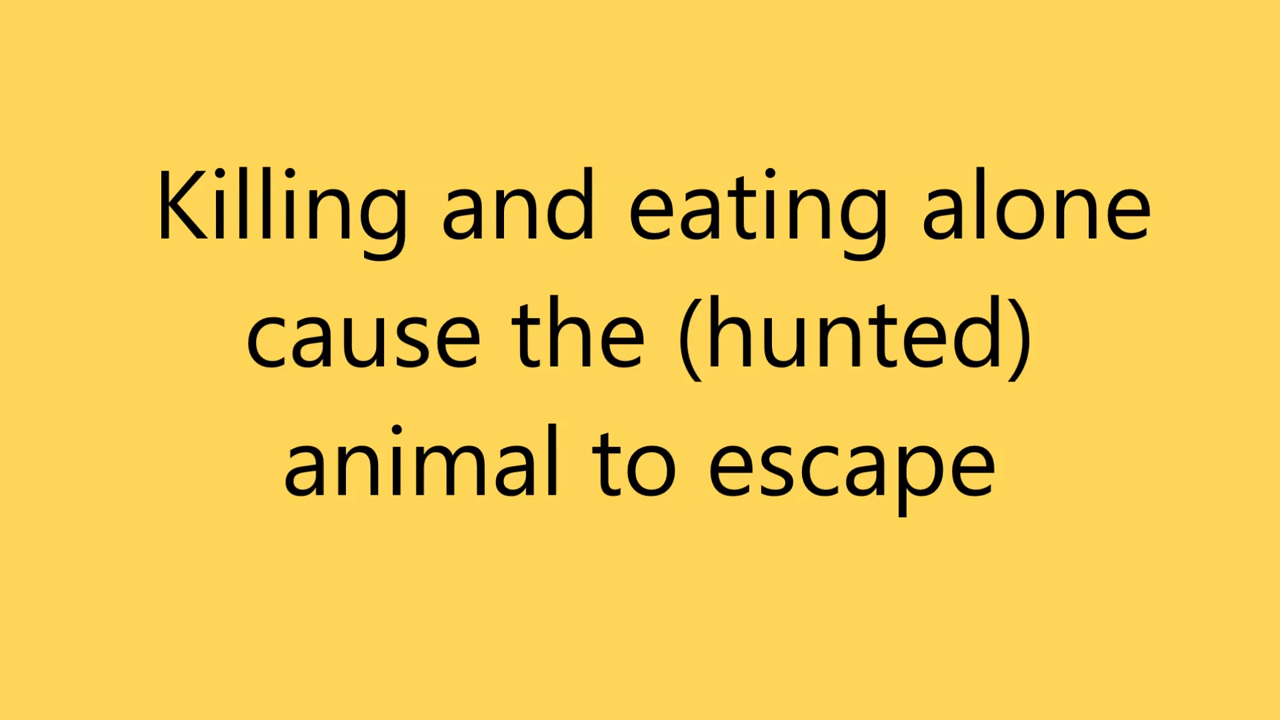 Killing and eating alone
cause the (hunted)
animal to escape